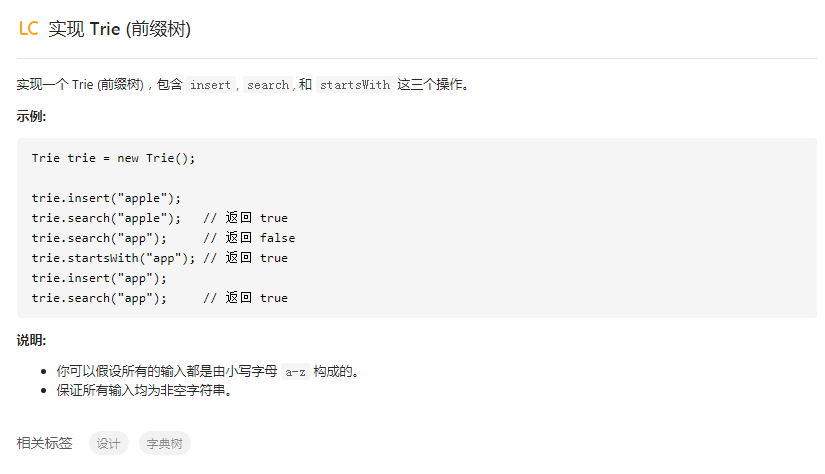 LC 实现 Trie (前缀树)
实现一个 Trie (前缀树)，包含 insert, search, 和 startsWith 这三个操作。
示例:
Trie trie = new Trie();
trie.insert("apple");
trie.search("apple");   // 返回 true
trie.search("app");     // 返回 false
trie.startsWith("app"); // 返回 true
trie.insert("app");
trie.search("app");     // 返回 true
说明:
你可以假设所有的输入都是由小写字母 a-z 构成的。
保证所有输入均为非空字符串。
相关标签 设计 字典树